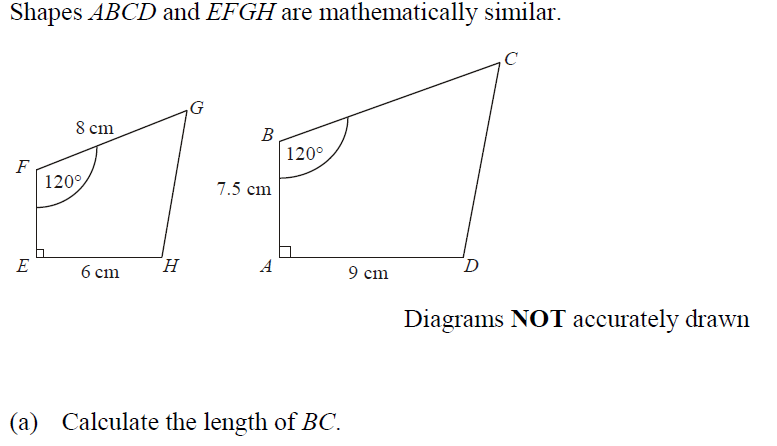 Shapes ABCD and EFGH are mathematically similar.
C
G
8 cm
B
120°
F
120°
7.5 cm
E
6 cm
H
A
9 cm
D
Diagrams NOT accurately drawn
(a) Calculate the length of BC.